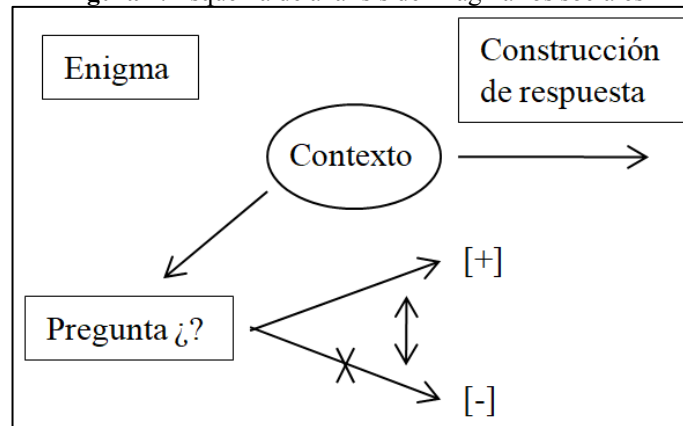 Enigma
Construcción
de respuesta
Contexto
[+]
Pregunta ¿?
[-]